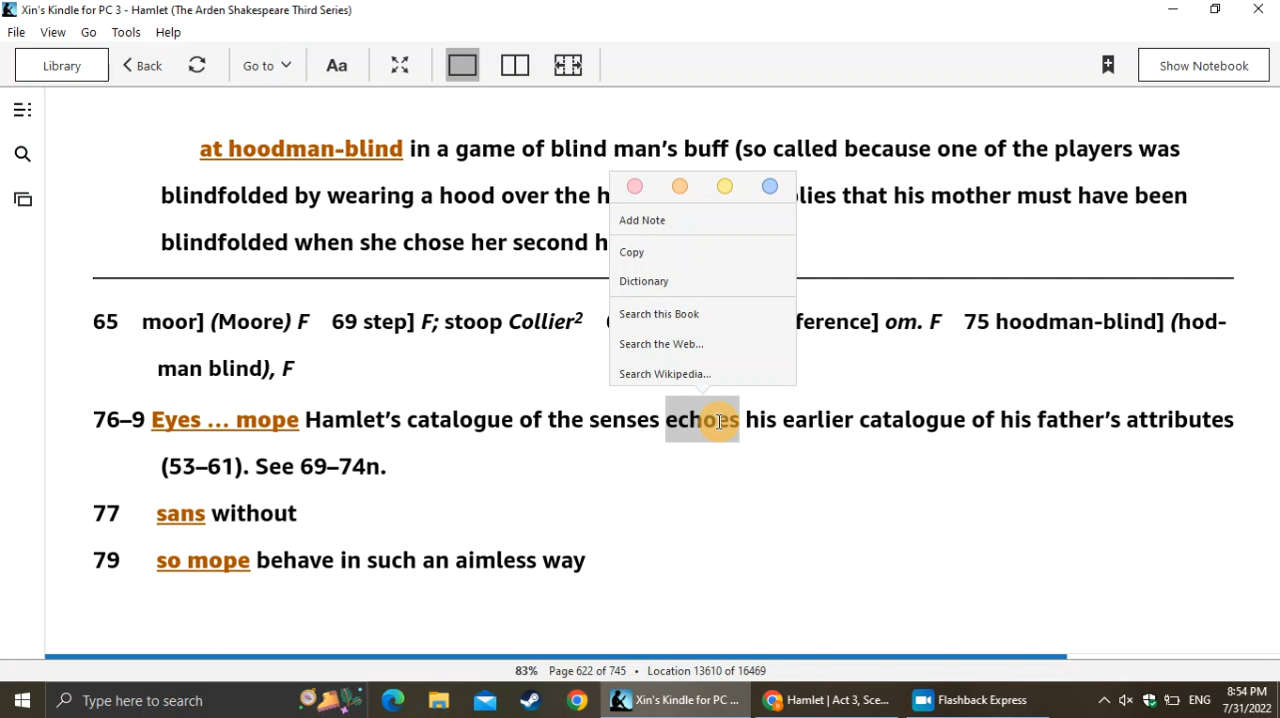 Xin's Kindle for PC 3 - Hamlet (The Arden Shakespeare Third Series)
File View Go Tools Help
Library Back Go to Aa Show Notebook
at hoodman-blind in a game of blind man’s buff (so called because one of the players was
blindfolded by wearing a hood over the h lies that his mother must have been
blindfolded when she chose her second h
Add Note
Copy
Dictionary
Search this Book
Search the Web...
Search Wikipedia...
65 moor] (Moore) F 69 step] F; stoop Collier² ference] om. F 75 hoodman-blind] (hod-
man blind), F
76–9 Eyes … mope Hamlet’s catalogue of the senses echoes his earlier catalogue of his father’s attributes
(53–61). See 69–74n.
77 sans without
79 so mope behave in such an aimless way
83% Page 622 of 745 • Location 13610 of 16469
Type here to search Xin's Kindle for PC ... Hamlet | Act 3, Sce... Flashback Express ENG 8:54 PM
7/31/2022